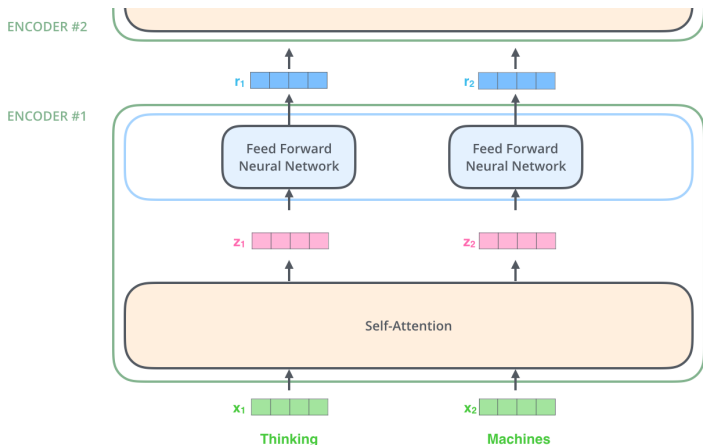 ENCODER #2
r₁
r₂
ENCODER #1
Feed Forward
Neural Network
Feed Forward
Neural Network
z₁
z₂
Self-Attention
x₁
x₂
Thinking
Machines